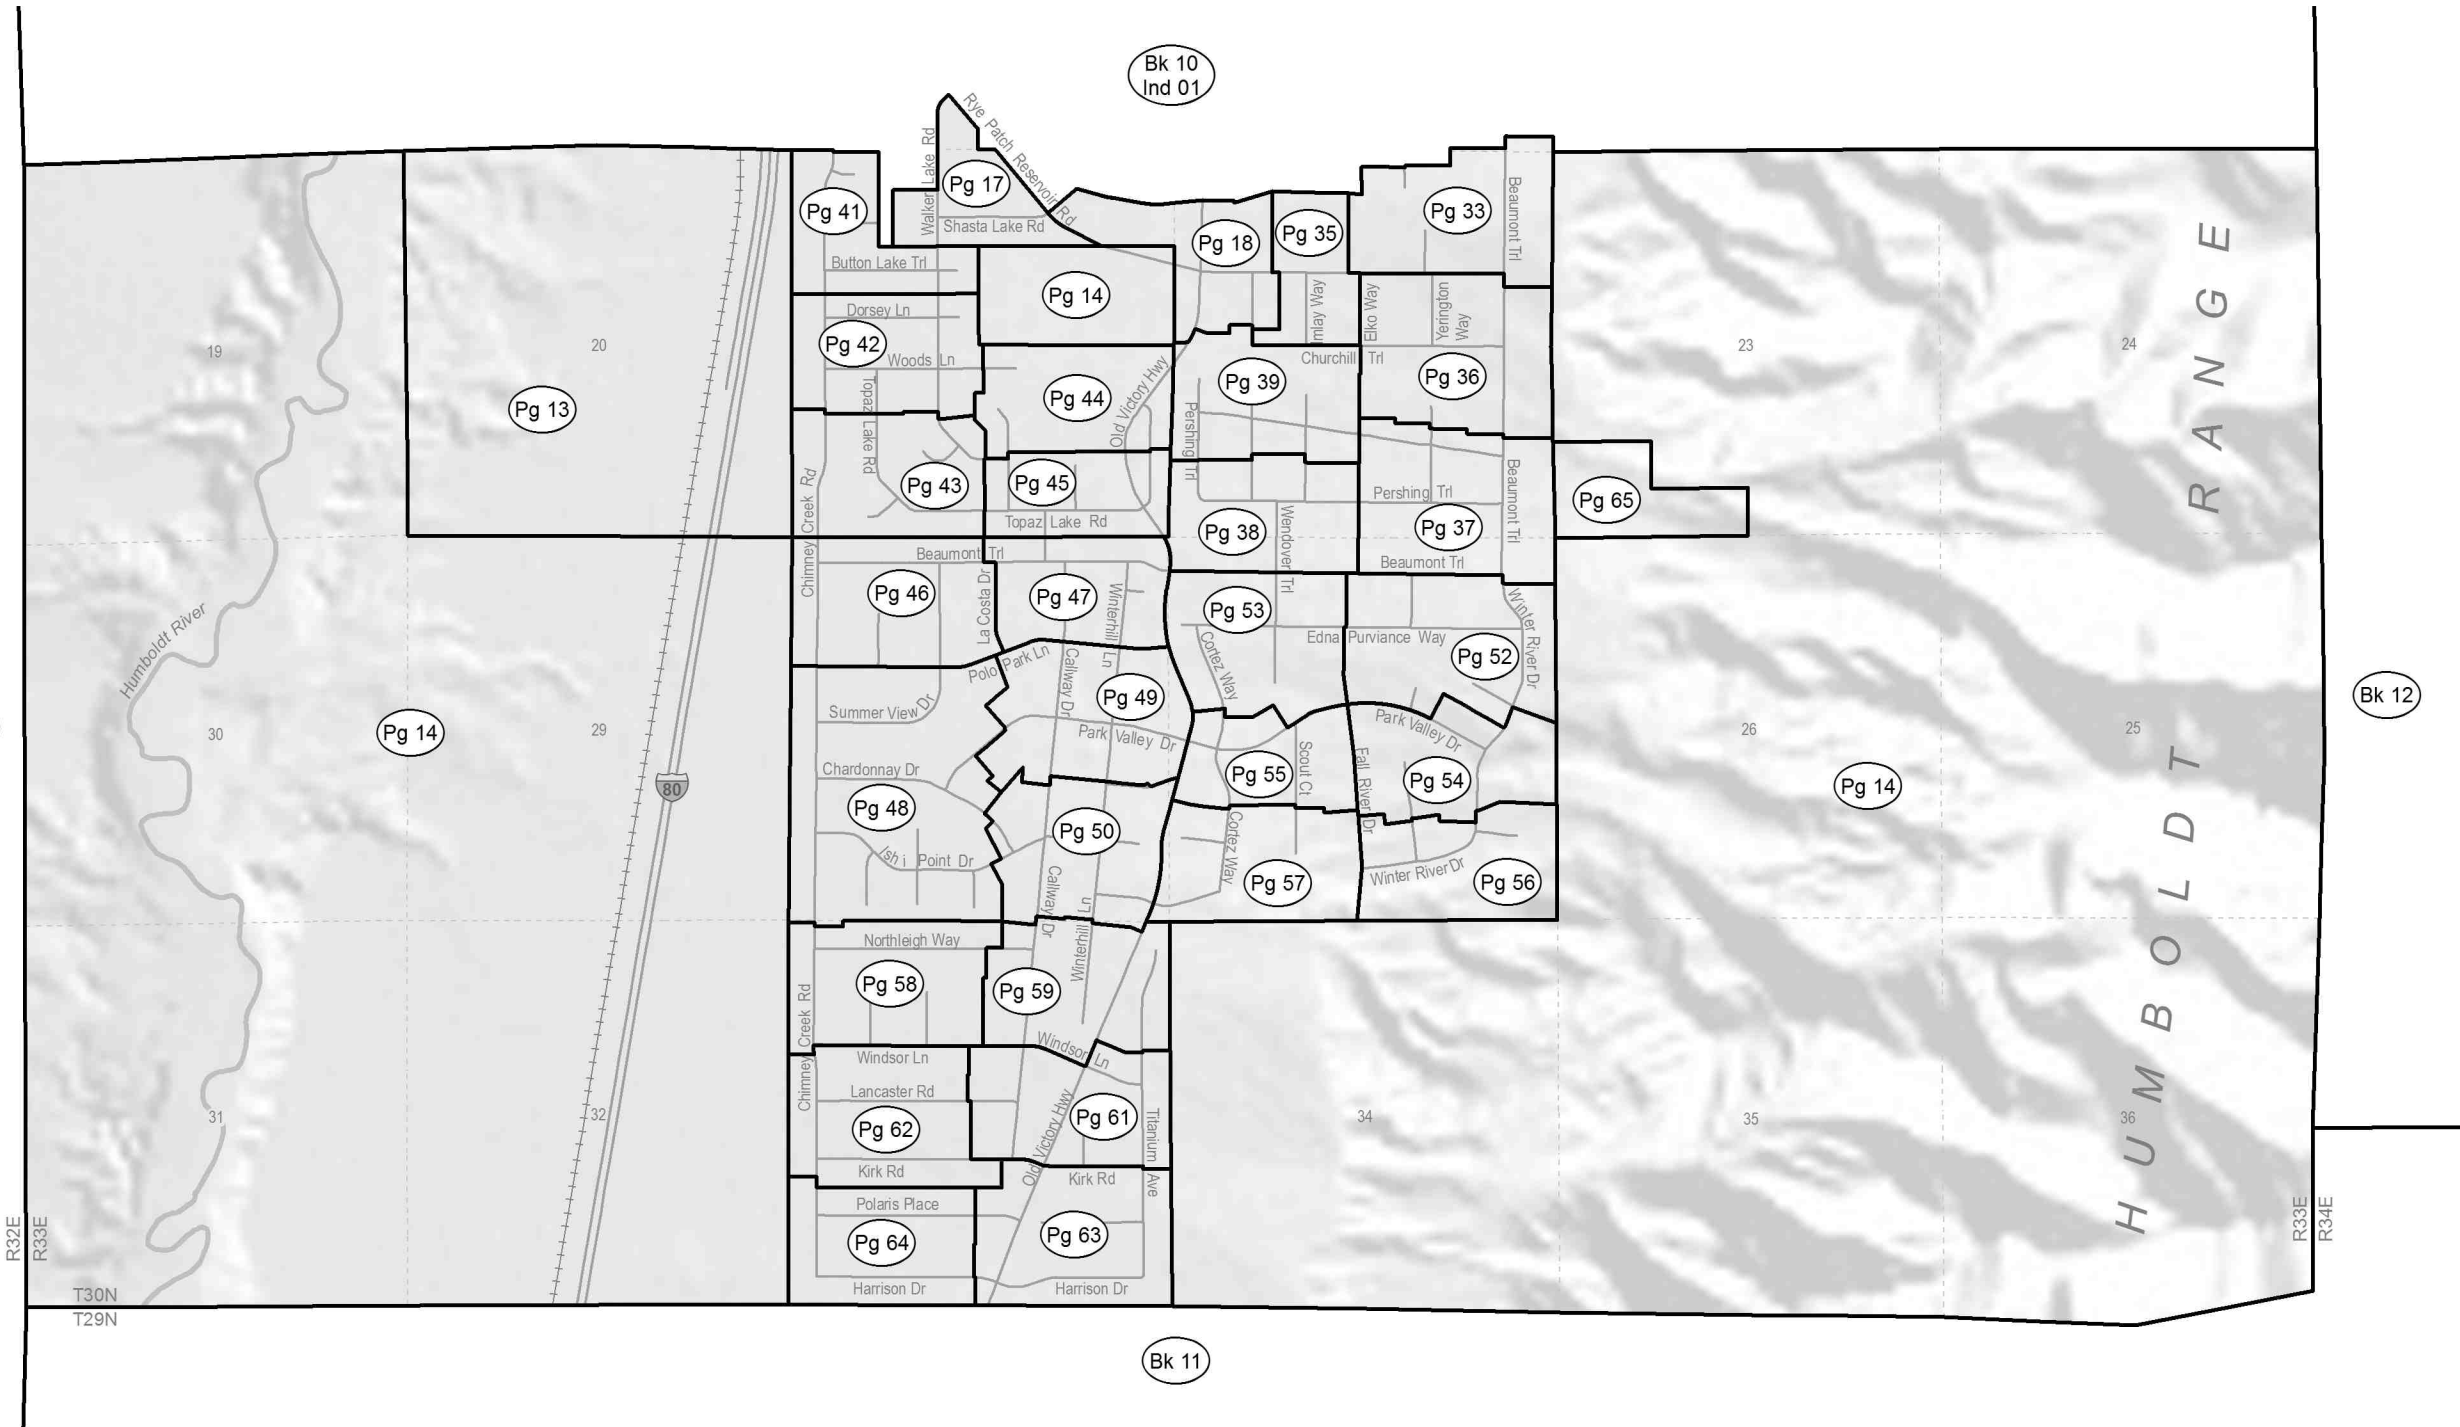 Bk 10
Ind 01
Rye Patch Reservoir Rd
Walker Lake Rd
Pg 17
Shasta Lake Rd
Pg 41
Pg 18
Pg 35
Pg 33
Beaumont Trl
Button Lake Trl
Pg 14
Imlay Way
Elko Way
Yerington
Way
Dorsey Ln
Pg 42
Woods Ln
Topaz Lake Rd
Pg 44
Old Victory Hwy
Pg 39
Churchill Trl
Pg 36
Pershing Trl
19
20
23
24
Pg 13
Chimney Creek Rd
Pg 43
Pg 45
Topaz Lake Rd
Pg 38
Wendover Trl
Pershing Trl
Pg 37
Beaumont Trl
Beaumont Trl
Pg 65
RANGE
Humboldt River
Beaumont Trl
Pg 46
La Costa Dr
Pg 47
Winterhill Ln
Pg 53
Cortez Way
Edna Purviance Way
Pg 52
Winter River Dr
Polo Park Ln
Callway Dr
Pg 49
Summer View Dr
Park Valley Dr
Park Valley Dr
30
Pg 14
29
80
26
25
Pg 14
Bk 12
Chardonnay Dr
Pg 48
Ishi Point Dr
Pg 50
Callway Dr
Winterhill Ln
Pg 55
Scout Ct
Fall River Dr
Pg 54
Cortez Way
Pg 57
Winter River Dr
Pg 56
HUMBOLDT
Northleigh Way
Pg 58
Pg 59
Chimney Creek Rd
Windsor Ln
Windsor Ln
Lancaster Rd
Pg 62
Pg 61
Old Victory Hwy
Titanium Ave
Kirk Rd
Kirk Rd
31
32
34
35
36
Polaris Place
Pg 64
Pg 63
Harrison Dr
Harrison Dr
R32E
R33E
R33E
R34E
T30N
T29N
Bk 11